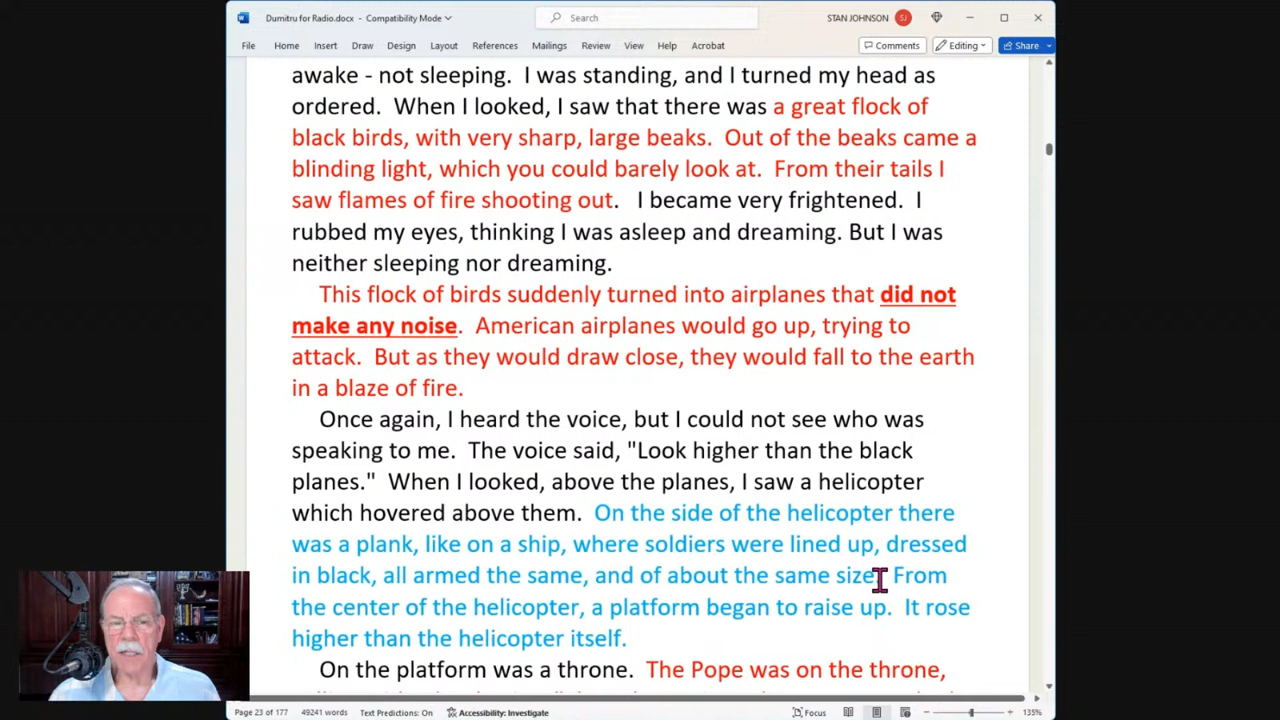 Dumitru for Radio.docx - Compatibility Mode
Search
STAN JOHNSON
SJ
File Home Insert Draw Design Layout References Mailings Review View Help Acrobat
Comments Editing Share
awake - not sleeping. I was standing, and I turned my head as
ordered. When I looked, I saw that there was a great flock of
black birds, with very sharp, large beaks. Out of the beaks came a
blinding light, which you could barely look at. From their tails I
saw flames of fire shooting out. I became very frightened. I
rubbed my eyes, thinking I was asleep and dreaming. But I was
neither sleeping nor dreaming.
This flock of birds suddenly turned into airplanes that did not
make any noise. American airplanes would go up, trying to
attack. But as they would draw close, they would fall to the earth
in a blaze of fire.
Once again, I heard the voice, but I could not see who was
speaking to me. The voice said, "Look higher than the black
planes." When I looked, above the planes, I saw a helicopter
which hovered above them. On the side of the helicopter there
was a plank, like on a ship, where soldiers were lined up, dressed
in black, all armed the same, and of about the same size. From
the center of the helicopter, a platform began to raise up. It rose
higher than the helicopter itself.
On the platform was a throne. The Pope was on the throne,
Page 23 of 177 49241 words Text Predictions: On Accessibility: Investigate Focus 135%